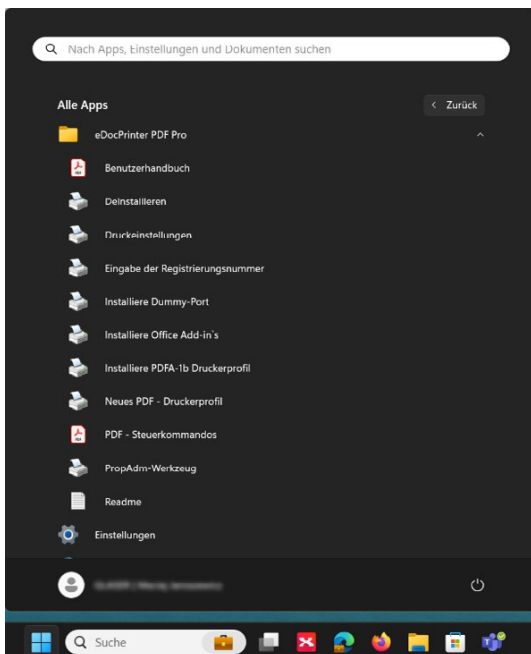 Nach Apps, Einstellungen und Dokumenten suchen
Alle Apps
Zurück
eDocPrinter PDF Pro
Benutzerhandbuch
Deinstallieren
Druckeinstellungen
Eingabe der Registrierungsnummer
Installiere Dummy-Port
Installiere Office Add-in`s
Installiere PDFA-1b Druckerprofil
Neues PDF - Druckerprofil
PDF - Steuerkommandos
PropAdm-Werkzeug
Readme
Einstellungen
Suche